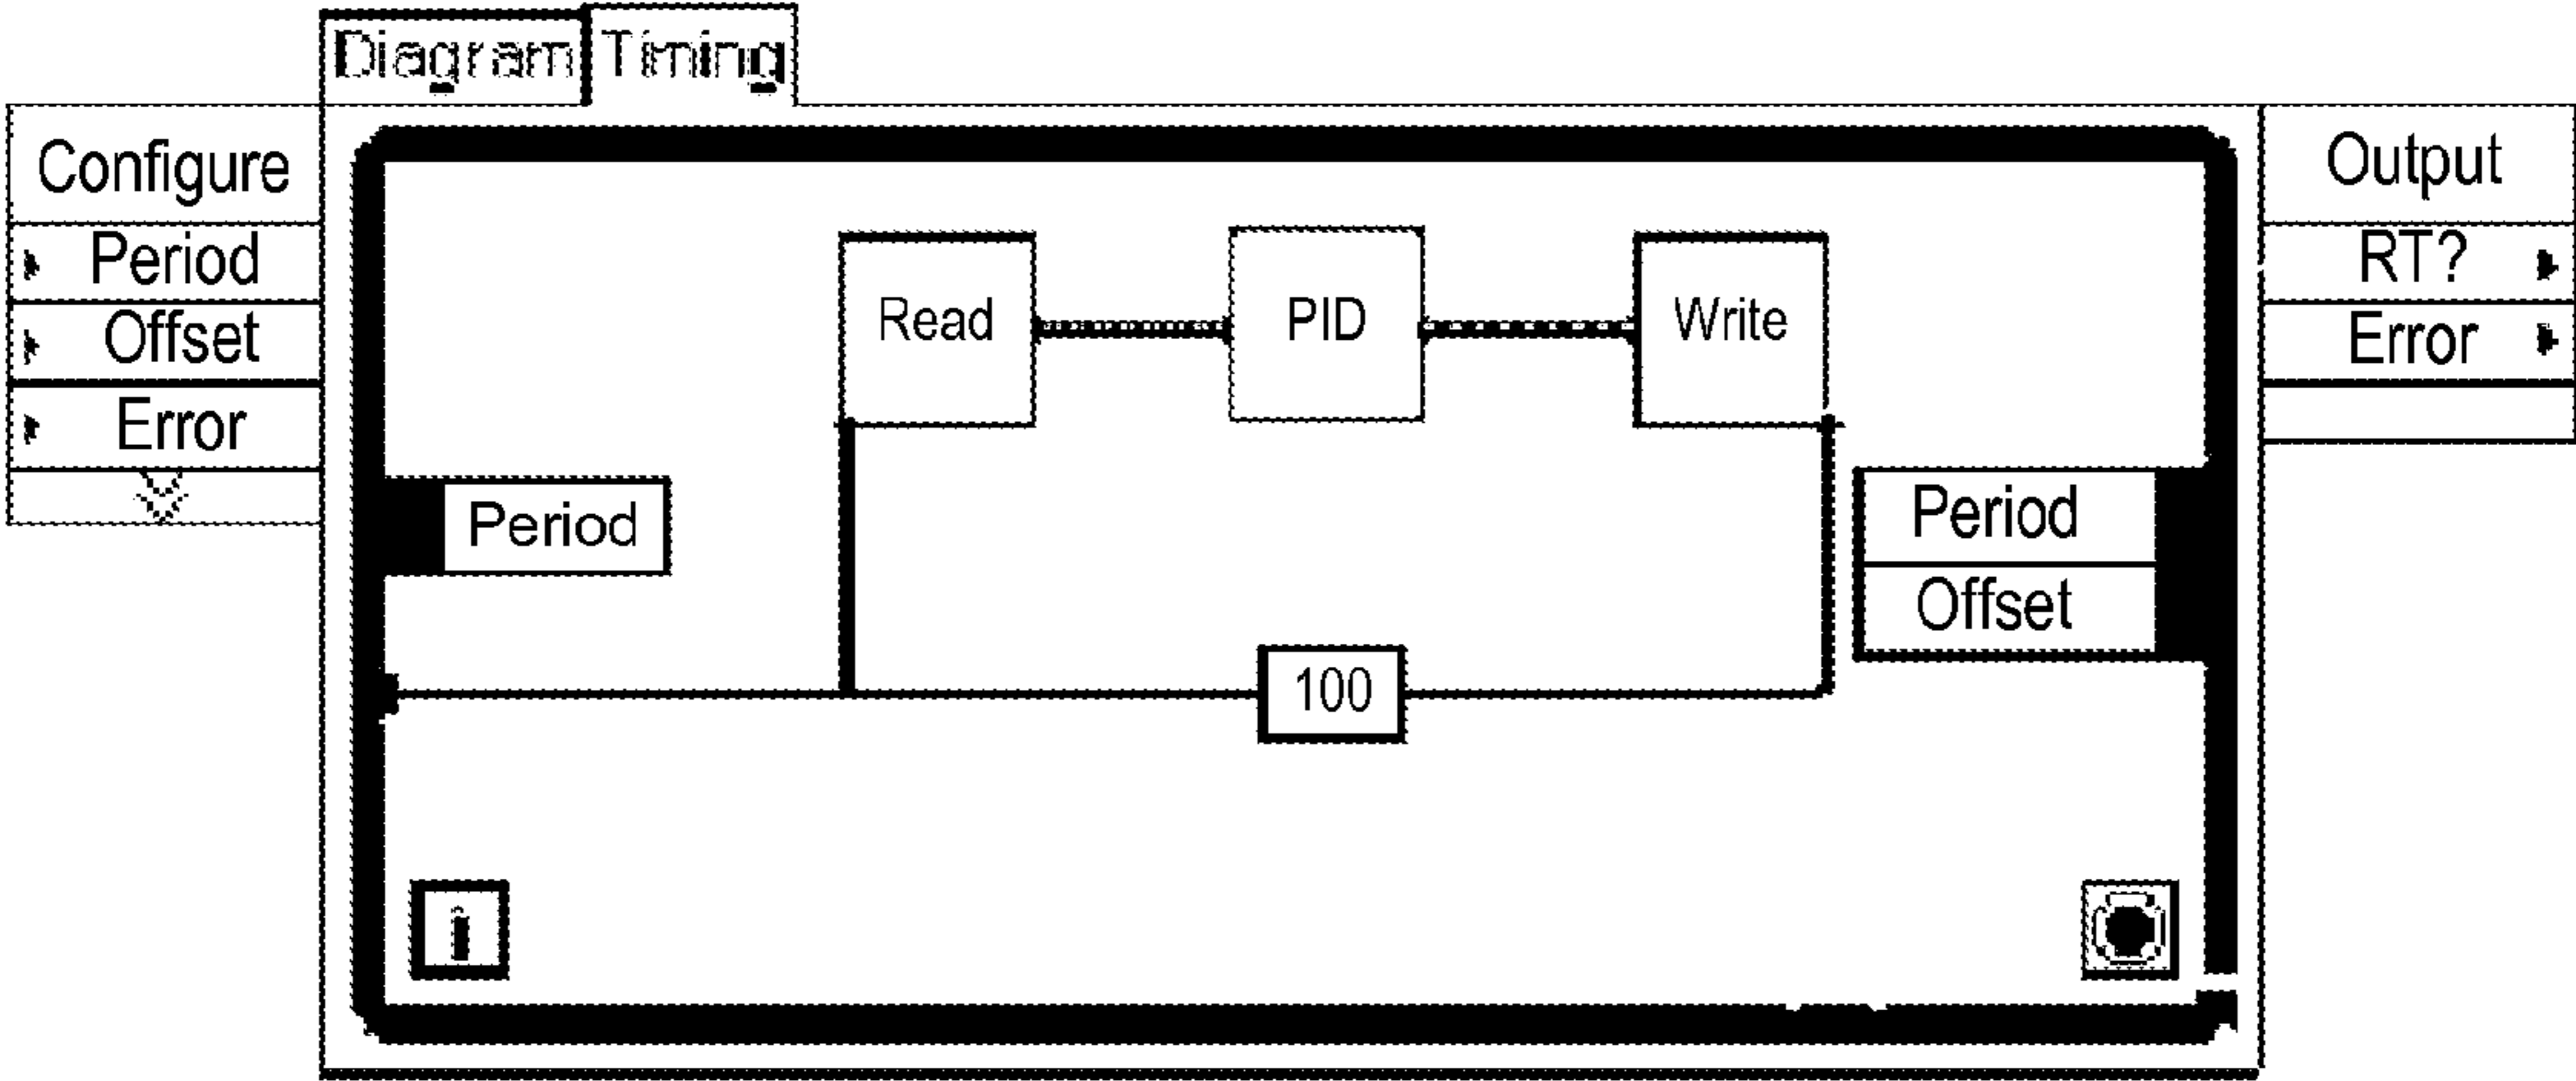 Diagram Timing
Configure
Period
Offset
Error
Read
PID
Write
Period
100
i
Period
Offset
Output
RT?
Error